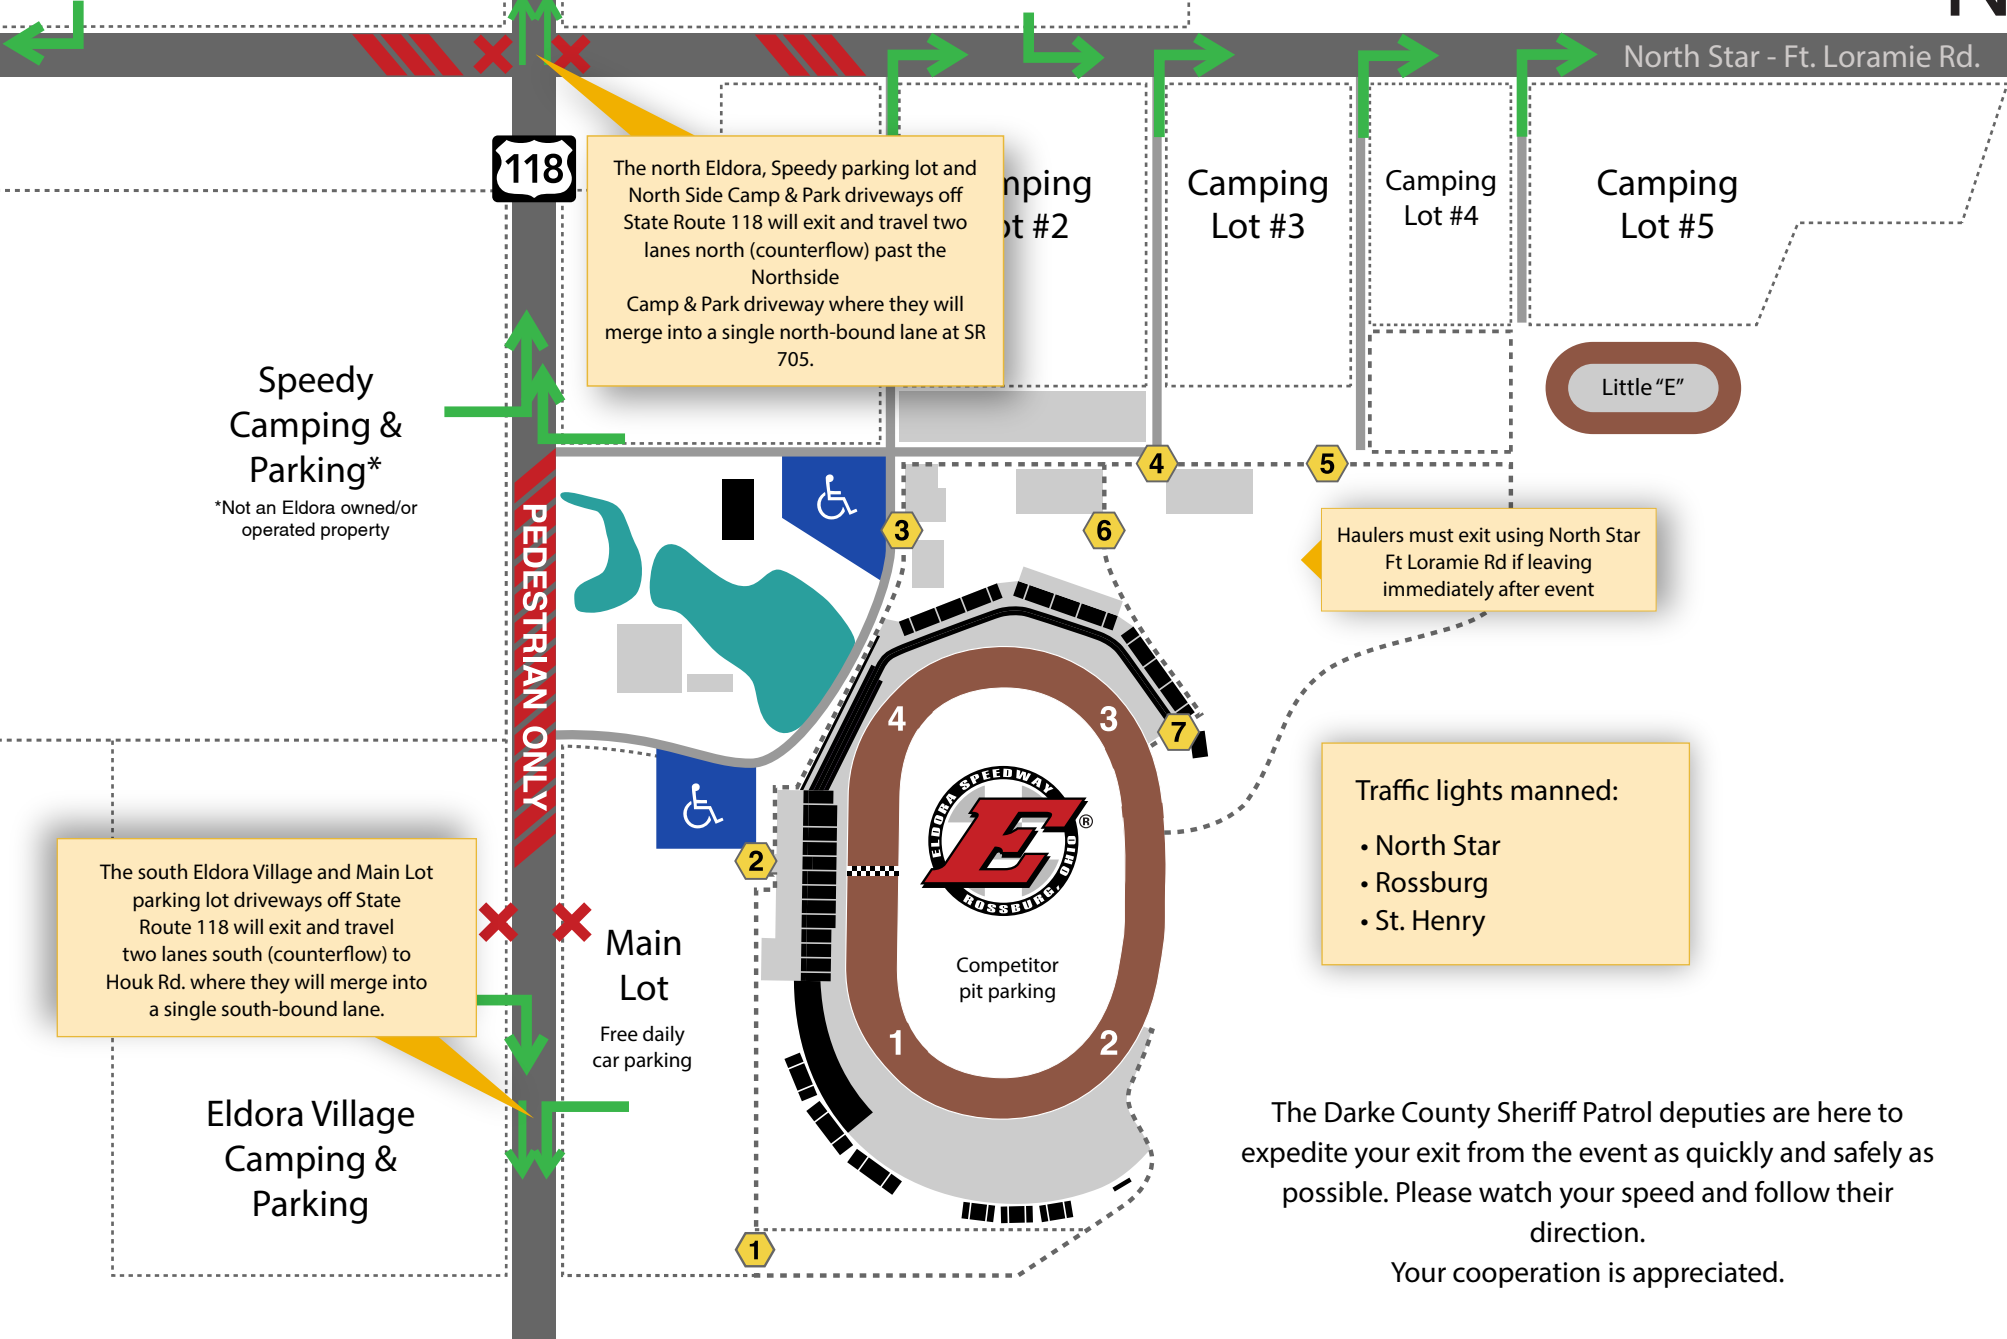 N
North Star - Ft. Loramie Rd.
118
The north Eldora, Speedy parking lot and
North Side Camp & Park driveways off
State Route 118 will exit and travel two
lanes north (counterflow) past the
Northside
Camp & Park driveway where they will
merge into a single north-bound lane at SR
705.
mping
ot #2
Camping
Lot #3
Camping
Lot #4
Camping
Lot #5
Speedy
Camping &
Parking*
*Not an Eldora owned/or
operated property
Little “E”
PEDESTRIAN ONLY
4
5
3
6
Haulers must exit using North Star
Ft Loramie Rd if leaving
immediately after event
4
3
7
2
ELDORA SPEEDWAY
E
®
ROSSBURG, OHIO
Traffic lights manned:
• North Star
• Rossburg
• St. Henry
The south Eldora Village and Main Lot
parking lot driveways off State
Route 118 will exit and travel
two lanes south (counterflow) to
Houk Rd. where they will merge into
a single south-bound lane.
Main
Lot
Free daily
car parking
Competitor
pit parking
1
2
Eldora Village
Camping &
Parking
1
The Darke County Sheriff Patrol deputies are here to
expedite your exit from the event as quickly and safely as
possible. Please watch your speed and follow their
direction.
Your cooperation is appreciated.